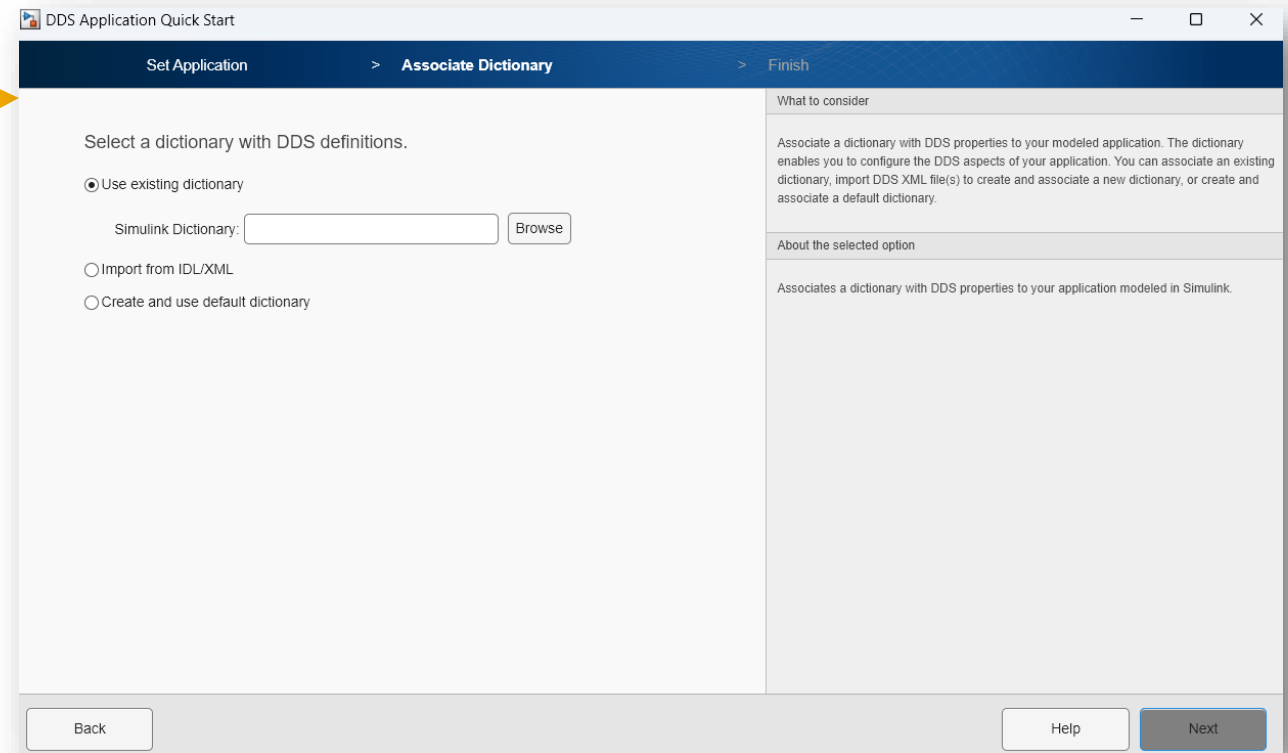 DDS Application Quick Start
Set Application > Associate Dictionary > Finish
Select a dictionary with DDS definitions.
Use existing dictionary
Simulink Dictionary: Browse
Import from IDL/XML
Create and use default dictionary
What to consider
Associate a dictionary with DDS properties to your modeled application. The dictionary
enables you to configure the DDS aspects of your application. You can associate an existing
dictionary, import DDS XML file(s) to create and associate a new dictionary, or create and
associate a default dictionary.
About the selected option
Associates a dictionary with DDS properties to your application modeled in Simulink.
Back Help Next